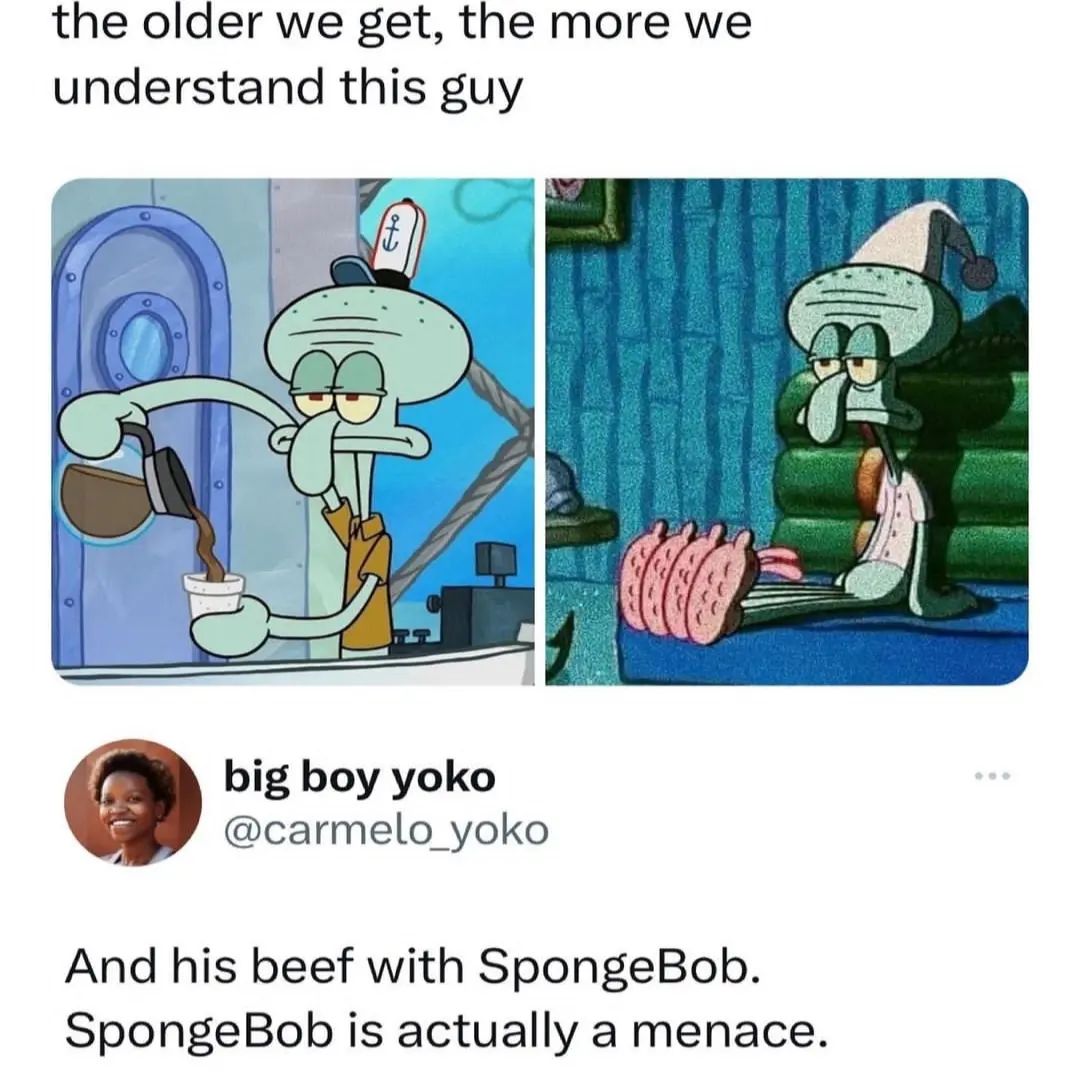 the older we get, the more we
understand this guy
big boy yoko
@carmelo_yoko
And his beef with SpongeBob.
SpongeBob is actually a menace.